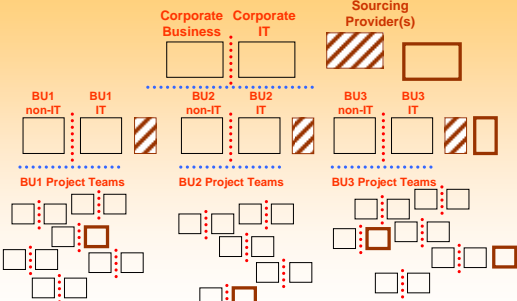 Sourcing
Provider(s)
Corporate Corporate
Business IT
BU1 BU1
non-IT IT
BU2 BU2
non-IT IT
BU3 BU3
non-IT IT
BU1 Project Teams
BU2 Project Teams
BU3 Project Teams